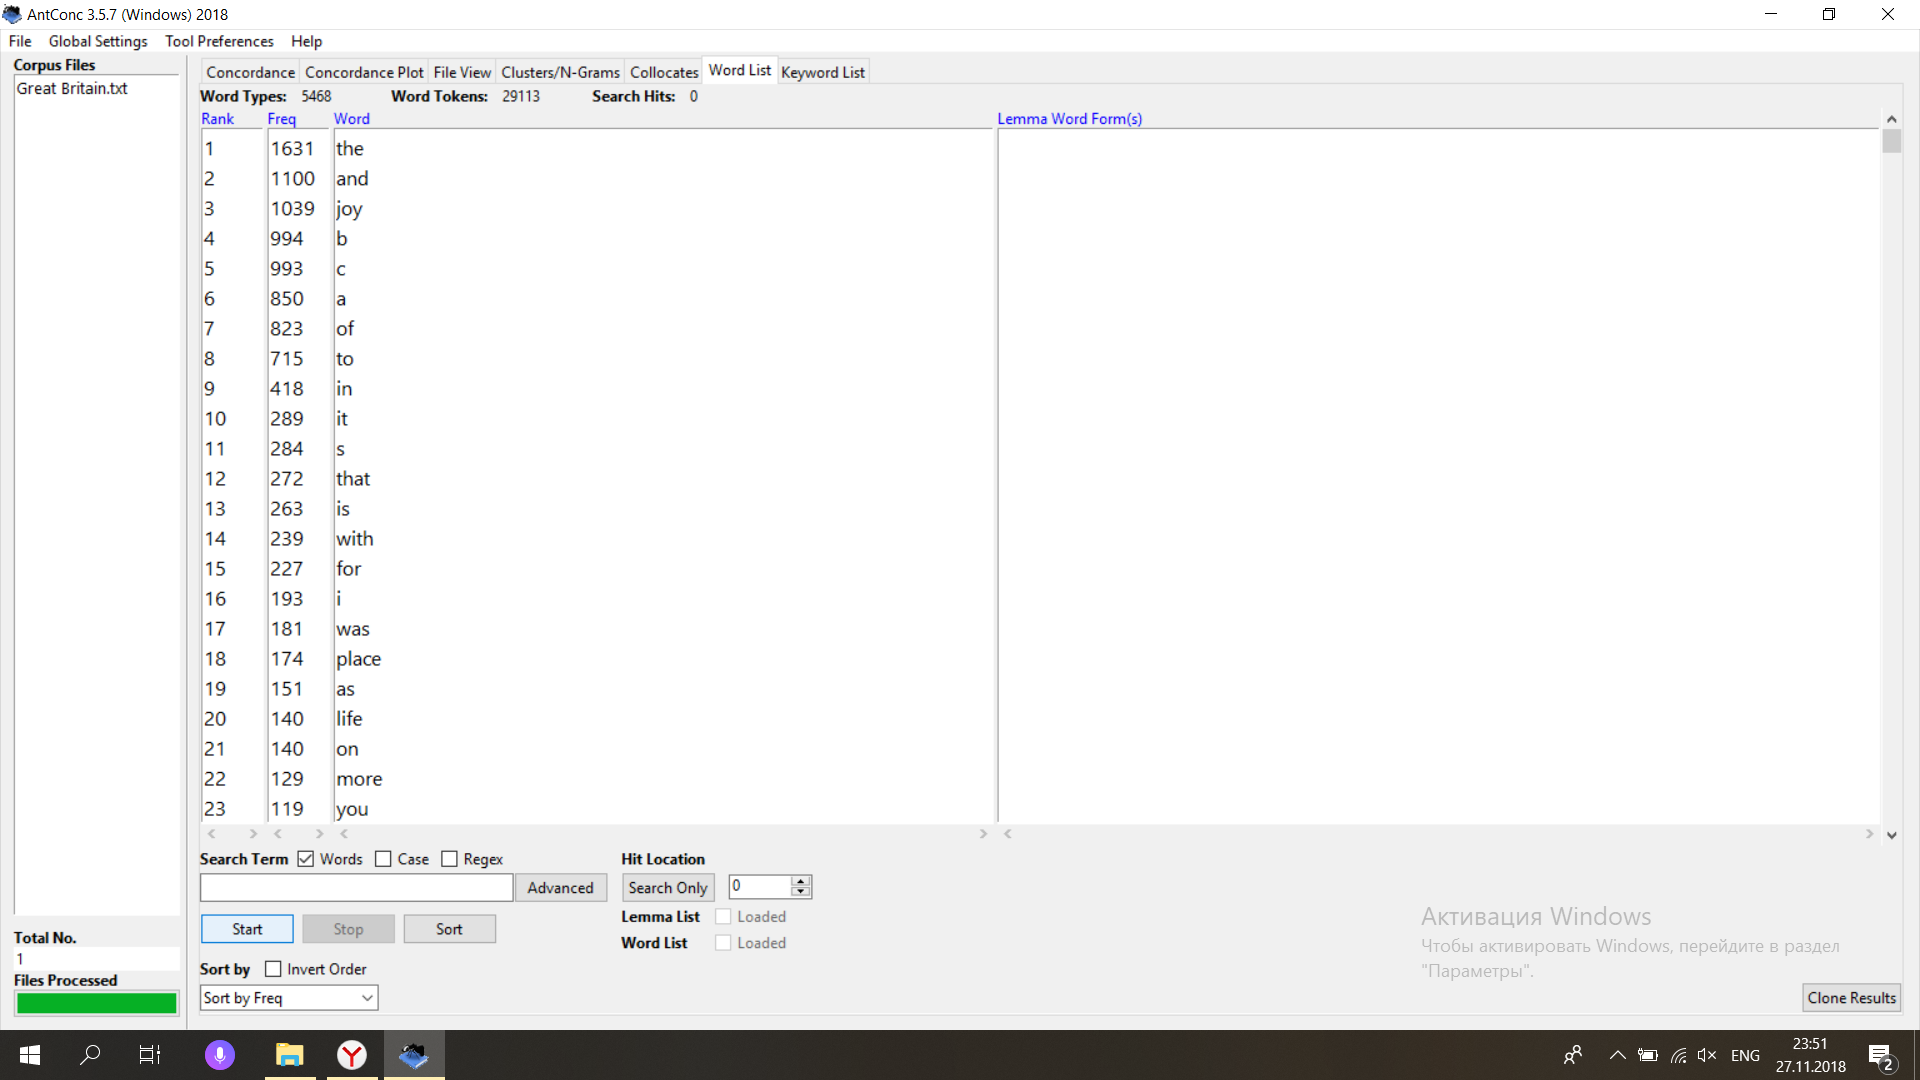 AntConc 3.5.7 (Windows) 2018
File Global Settings Tool Preferences Help
Corpus Files
Great Britain.txt
Concordance Concordance Plot File View Clusters/N-Grams Collocates Word List Keyword List
Word Types: 5468 Word Tokens: 29113 Search Hits: 0
Rank Freq Word Lemma Word Form(s)
1 1631 the
2 1100 and
3 1039 joy
4 994 b
5 993 c
6 850 a
7 823 of
8 715 to
9 418 in
10 289 it
11 284 s
12 272 that
13 263 is
14 239 with
15 227 for
16 193 i
17 181 was
18 174 place
19 151 as
20 140 life
21 140 on
22 129 more
23 119 you
Search Term Words Case Regex Hit Location
Advanced Search Only 0
Lemma List Loaded
Start Stop Sort
Word List Loaded
Total No.
1
Sort by Invert Order
Files Processed
Sort by Freq
Clone Results
Активация Windows
Чтобы активировать Windows, перейдите в раздел
"Параметры".
ENG
23:51
27.11.2018
2